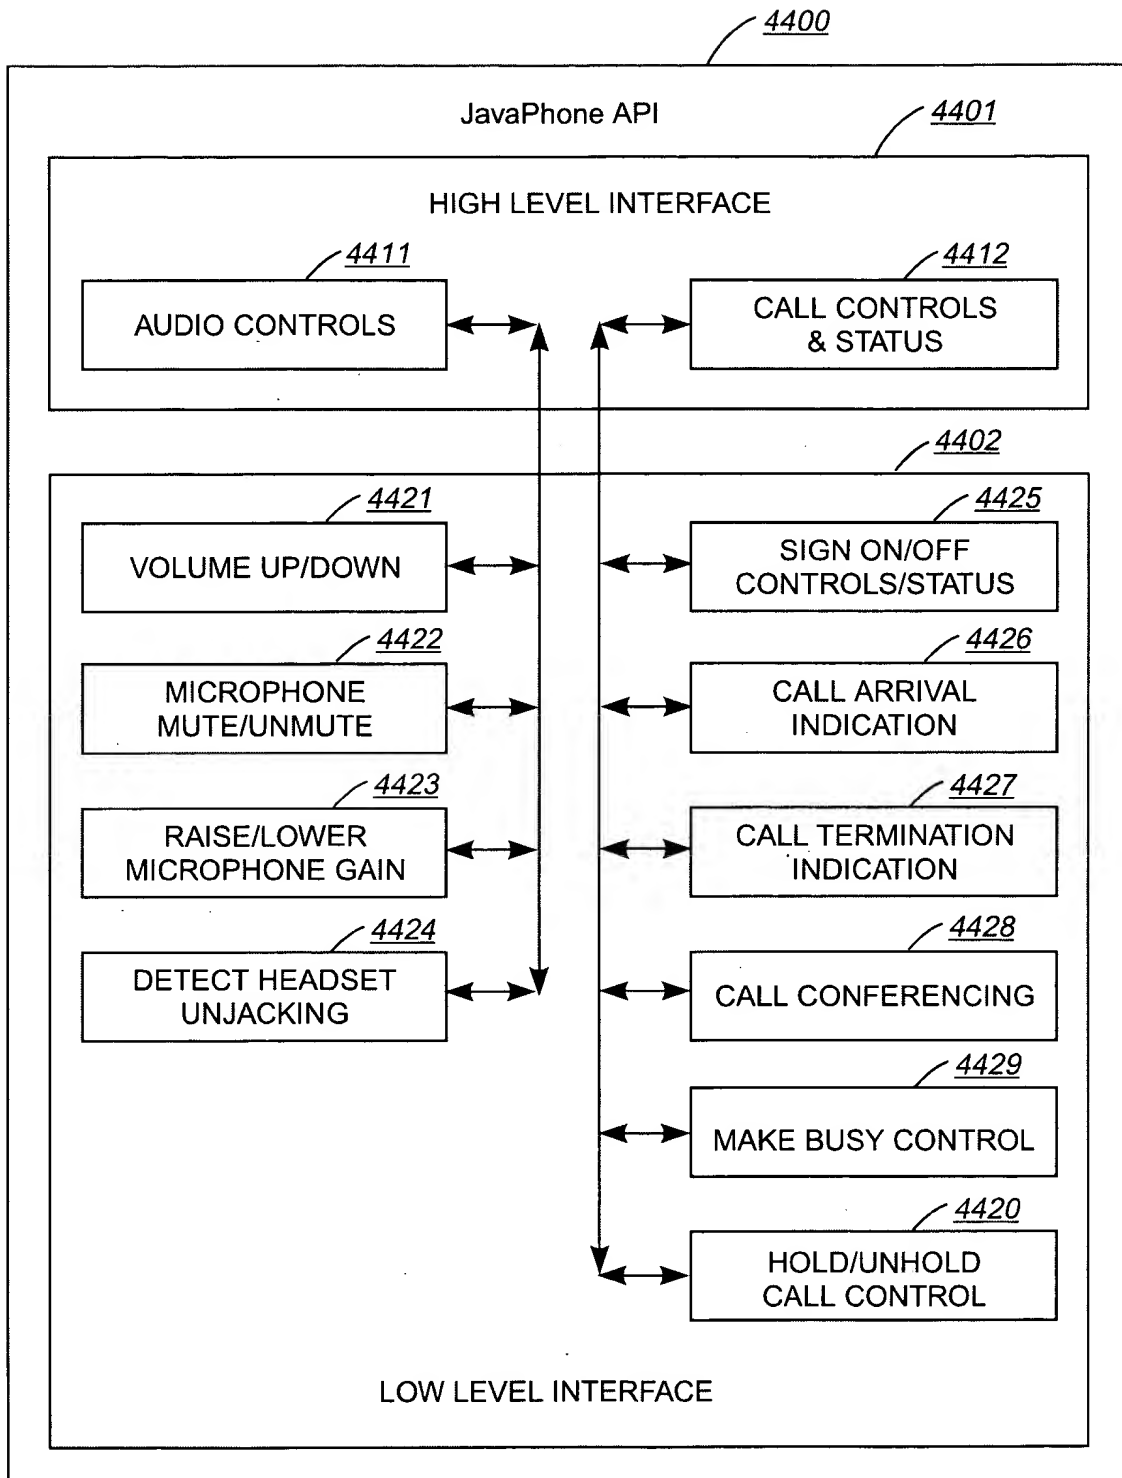 4400
JavaPhone API
4401
HIGH LEVEL INTERFACE
4411
AUDIO CONTROLS
4412
CALL CONTROLS
& STATUS
4402
4421
VOLUME UP/DOWN
4425
SIGN ON/OFF
CONTROLS/STATUS
4422
MICROPHONE
MUTE/UNMUTE
4426
CALL ARRIVAL
INDICATION
4423
RAISE/LOWER
MICROPHONE GAIN
4427
CALL TERMINATION
INDICATION
4424
DETECT HEADSET
UNJACKING
4428
CALL CONFERENCING
4429
MAKE BUSY CONTROL
4420
HOLD/UNHOLD
CALL CONTROL
LOW LEVEL INTERFACE